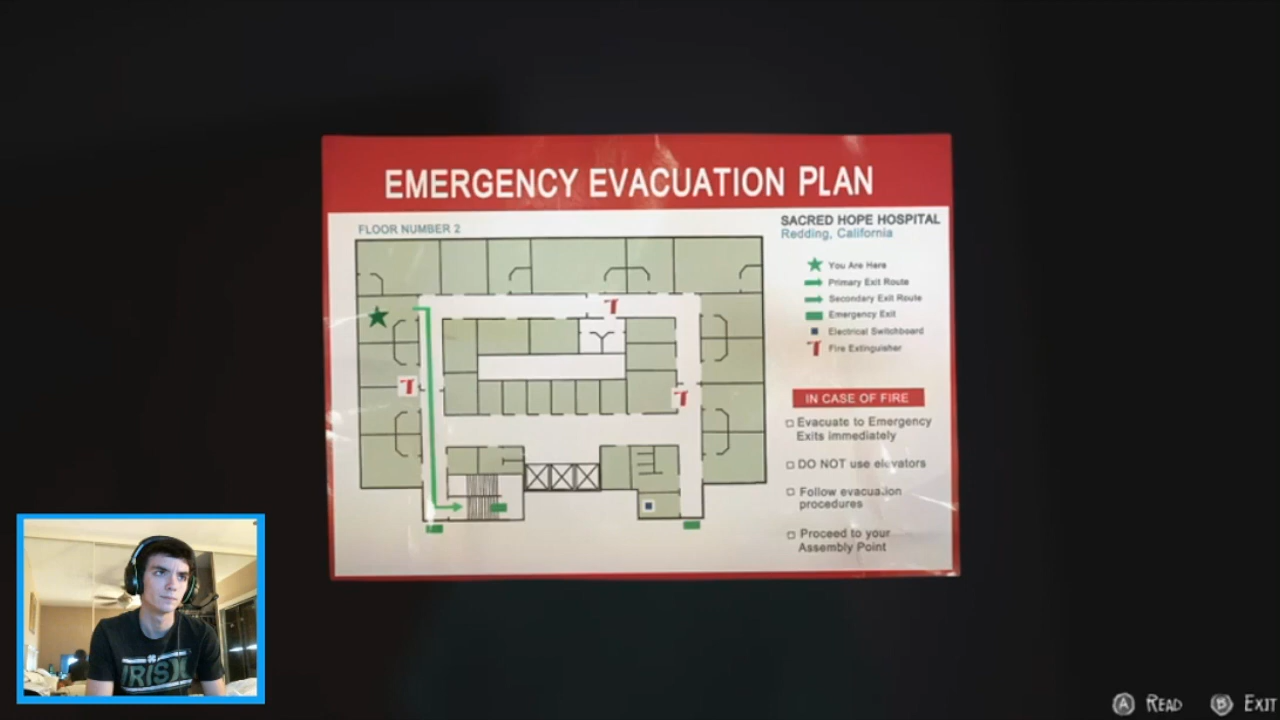 EMERGENCY EVACUATION PLAN
FLOOR NUMBER 2
SACRED HOPE HOSPITAL
Redding, California
You Are Here
Primary Exit Route
Secondary Exit Route
Emergency Exit
Electrical Switchboard
Fire Extinguisher
IN CASE OF FIRE
Evacuate to Emergency
Exits immediately
DO NOT use elevators
Follow evacuation
procedures
Proceed to your
Assembly Point
A READ
B EXIT